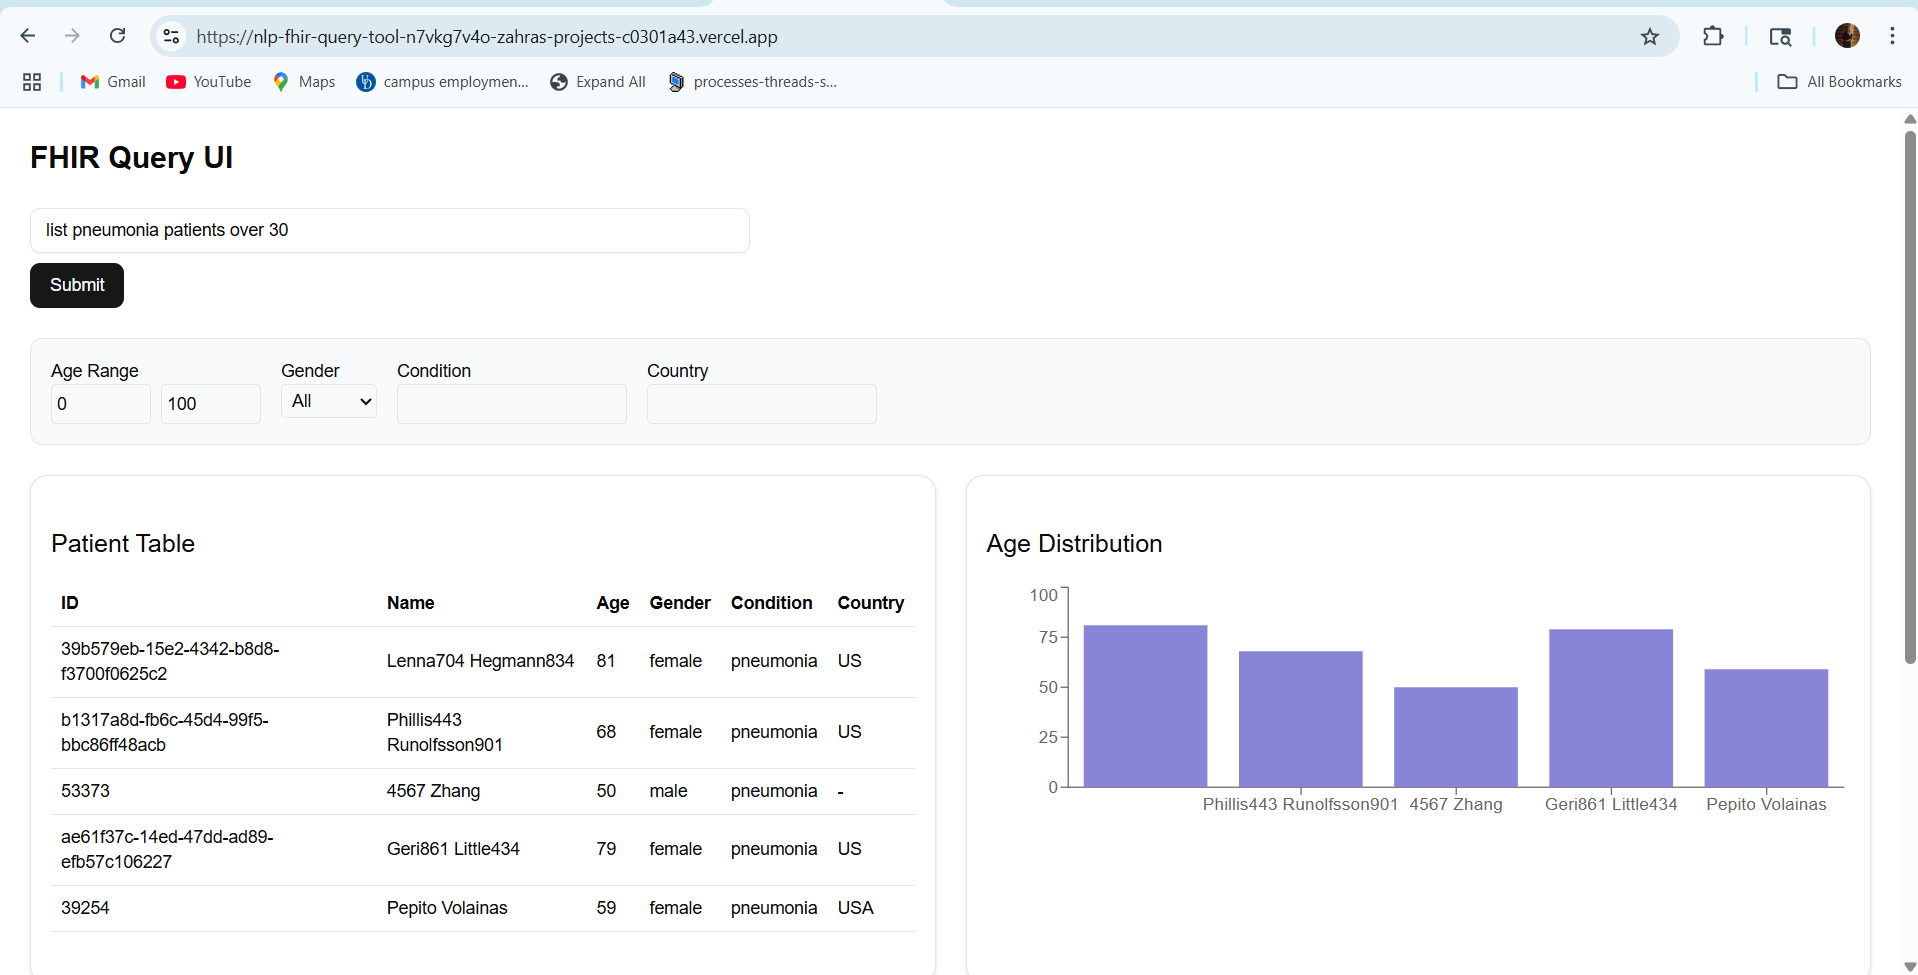 https://nlp-fhir-query-tool-n7vkg7v4o-zahras-projects-c0301a43.vercel.app
Gmail YouTube Maps campus employmen... Expand All processes-threads-s... All Bookmarks
FHIR Query UI
list pneumonia patients over 30
Submit
Age Range Gender Condition Country
0 100 All
Patient Table
ID Name Age Gender Condition Country
39b579eb-15e2-4342-b8d8-
f3700f0625c2
Lenna704 Hegmann834 81 female pneumonia US
b1317a8d-fb6c-45d4-99f5-
bbc86ff48acb
Phillis443
Runolfsson901
68 female pneumonia US
53373 4567 Zhang 50 male pneumonia -
ae61f37c-14ed-47dd-ad89-
efb57c106227
Geri861 Little434 79 female pneumonia US
39254 Pepito Volainas 59 female pneumonia USA
Age Distribution
100
75
50
25
0
Phillis443 Runolfsson901 4567 Zhang Geri861 Little434 Pepito Volainas